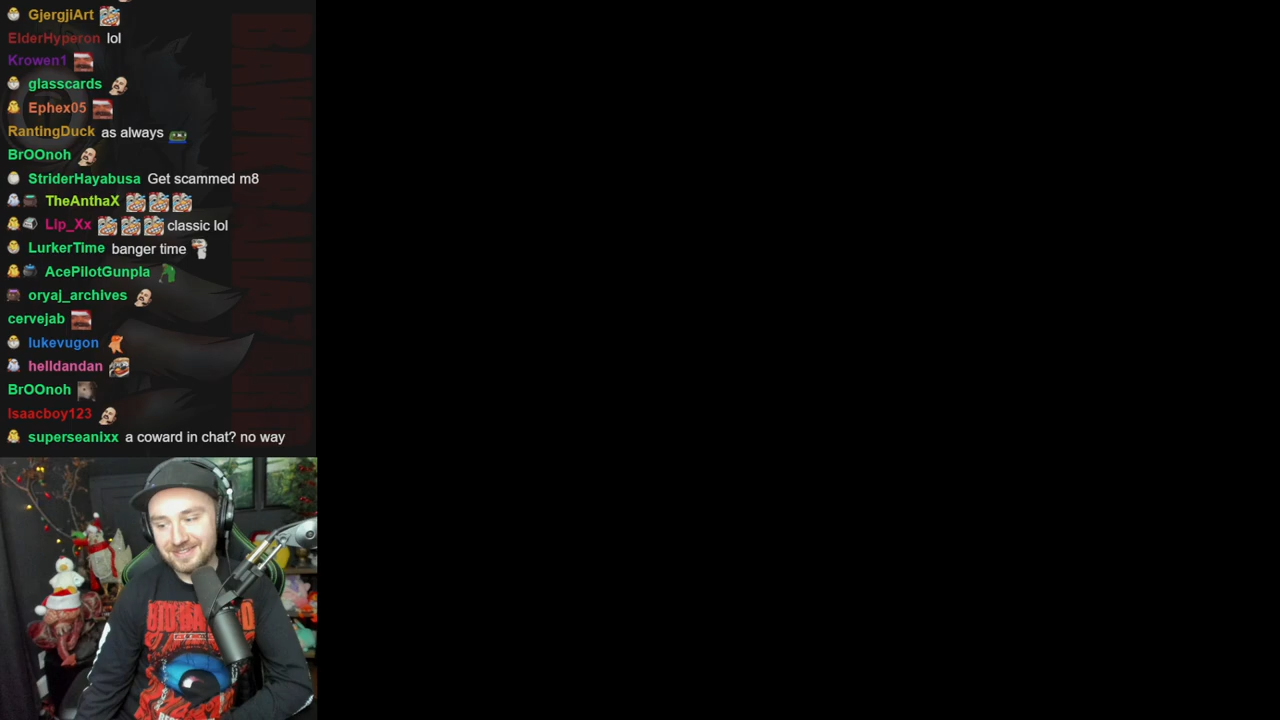 GjergjiArt
ElderHyperon lol
Krowen1
glasscards
Ephex05
RantingDuck as always
BrOOnoh
StriderHayabusa Get scammed m8
TheAnthaX
LIp_Xx classic lol
LurkerTime banger time
AcePilotGunpla
oryaj_archives
cervejab
lukevugon
helldandan
BrOOnoh
Isaacboy123
superseanixx a coward in chat? no way